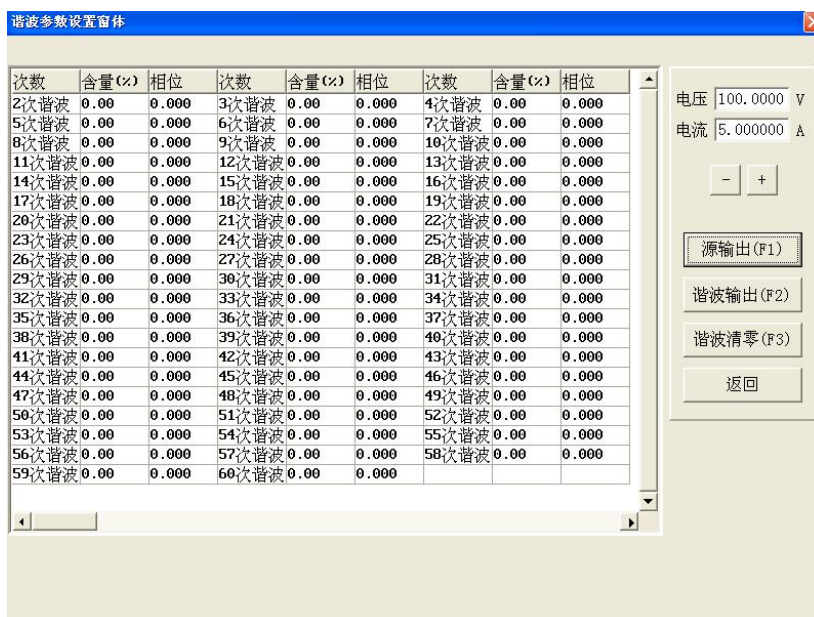 谐波参数设置窗体
次数 含量(%) 相位 次数 含量(%) 相位 次数 含量(%) 相位
2次谐波 0.00 0.000 3次谐波 0.00 0.000 4次谐波 0.00 0.000
5次谐波 0.00 0.000 6次谐波 0.00 0.000 7次谐波 0.00 0.000
8次谐波 0.00 0.000 9次谐波 0.00 0.000 10次谐波 0.00 0.000
11次谐波 0.00 0.000 12次谐波 0.00 0.000 13次谐波 0.00 0.000
14次谐波 0.00 0.000 15次谐波 0.00 0.000 16次谐波 0.00 0.000
17次谐波 0.00 0.000 18次谐波 0.00 0.000 19次谐波 0.00 0.000
20次谐波 0.00 0.000 21次谐波 0.00 0.000 22次谐波 0.00 0.000
23次谐波 0.00 0.000 24次谐波 0.00 0.000 25次谐波 0.00 0.000
26次谐波 0.00 0.000 27次谐波 0.00 0.000 28次谐波 0.00 0.000
29次谐波 0.00 0.000 30次谐波 0.00 0.000 31次谐波 0.00 0.000
32次谐波 0.00 0.000 33次谐波 0.00 0.000 34次谐波 0.00 0.000
35次谐波 0.00 0.000 36次谐波 0.00 0.000 37次谐波 0.00 0.000
38次谐波 0.00 0.000 39次谐波 0.00 0.000 40次谐波 0.00 0.000
41次谐波 0.00 0.000 42次谐波 0.00 0.000 43次谐波 0.00 0.000
44次谐波 0.00 0.000 45次谐波 0.00 0.000 46次谐波 0.00 0.000
47次谐波 0.00 0.000 48次谐波 0.00 0.000 49次谐波 0.00 0.000
50次谐波 0.00 0.000 51次谐波 0.00 0.000 52次谐波 0.00 0.000
53次谐波 0.00 0.000 54次谐波 0.00 0.000 55次谐波 0.00 0.000
56次谐波 0.00 0.000 57次谐波 0.00 0.000 58次谐波 0.00 0.000
59次谐波 0.00 0.000 60次谐波 0.00 0.000
电压 100.0000 V
电流 5.000000 A
- +
源输出(F1)
谐波输出(F2)
谐波清零(F3)
返回